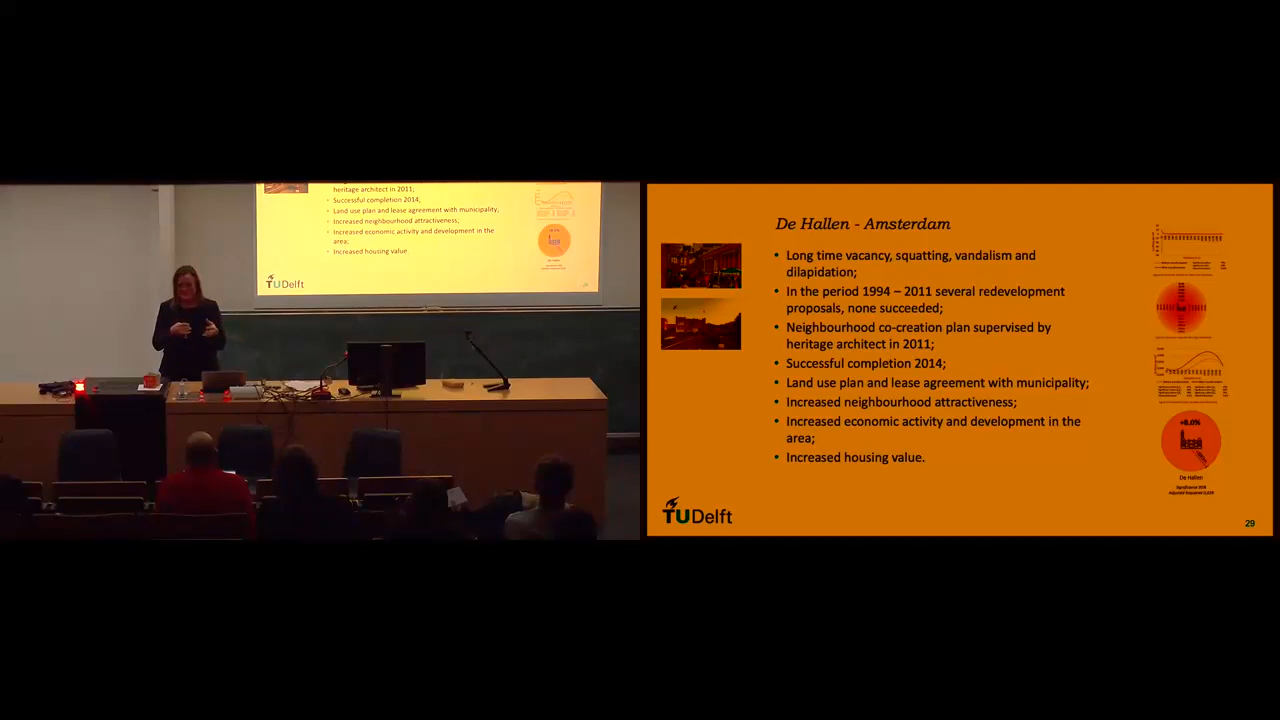 heritage architect in 2011;
Successful completion 2014,
Land use plan and lease agreement with municipality;
Increased neighbourhood attractiveness;
Increased economic activity and development in the
area;
Increased housing value
TUDelft
De Hallen - Amsterdam
• Long time vacancy, squatting, vandalism and
dilapidation;
• In the period 1994 – 2011 several redevelopment
proposals, none succeeded;
• Neighbourhood co-creation plan supervised by
heritage architect in 2011;
• Successful completion 2014;
• Land use plan and lease agreement with municipality;
• Increased neighbourhood attractiveness;
• Increased economic activity and development in the
area;
• Increased housing value.
+8.0%
De Hallen
TUDelft
29